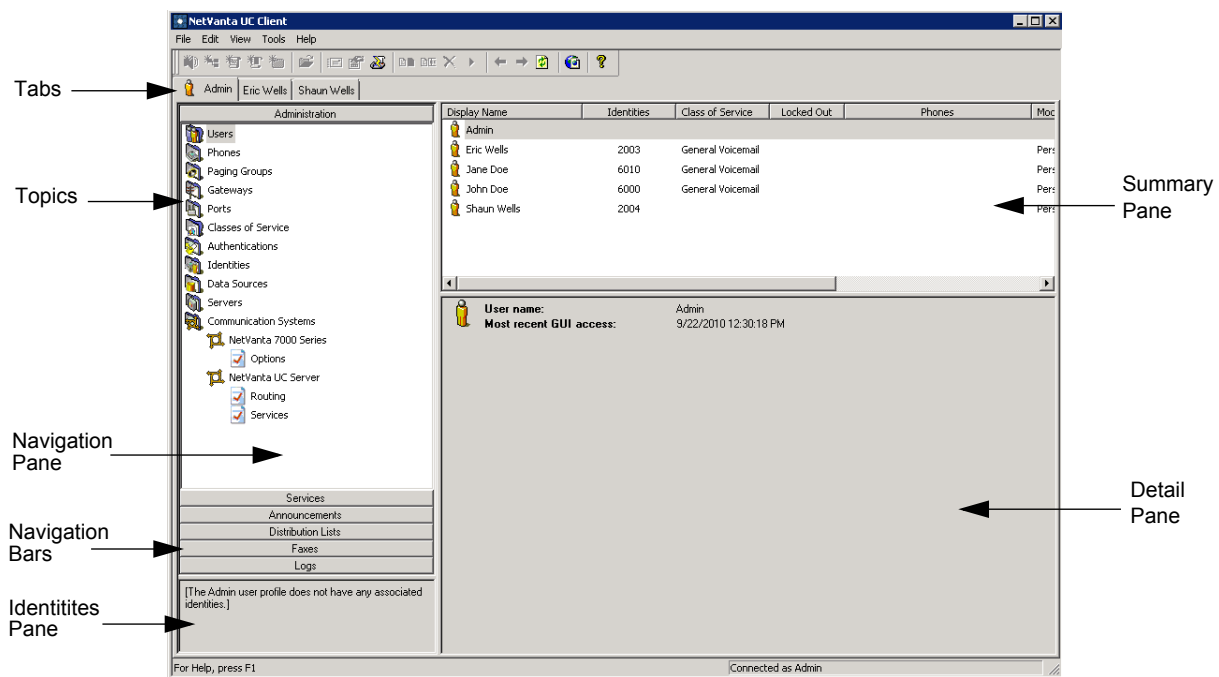 NetVanta UC Client
File Edit View Tools Help
Tabs
Admin Eric Wells Shaun Wells
Administration
Topics
Users
Phones
Paging Groups
Gateways
Ports
Classes of Service
Authentications
Identities
Data Sources
Servers
Communication Systems
NetVanta 7000 Series
Options
NetVanta UC Server
Routing
Services
Navigation
Pane
Services
Announcements
Distribution Lists
Faxes
Logs
Navigation
Bars
[The Admin user profile does not have any associated
identities.]
Identitites
Pane
Display Name Identities Class of Service Locked Out Phones Moc
Admin
Eric Wells 2003 General Voicemail Pers
Jane Doe 6010 General Voicemail Pers
John Doe 6000 General Voicemail Pers
Shaun Wells 2004 Pers
Summary
Pane
User name: Admin
Most recent GUI access: 9/22/2010 12:30:18 PM
Detail
Pane
For Help, press F1 Connected as Admin